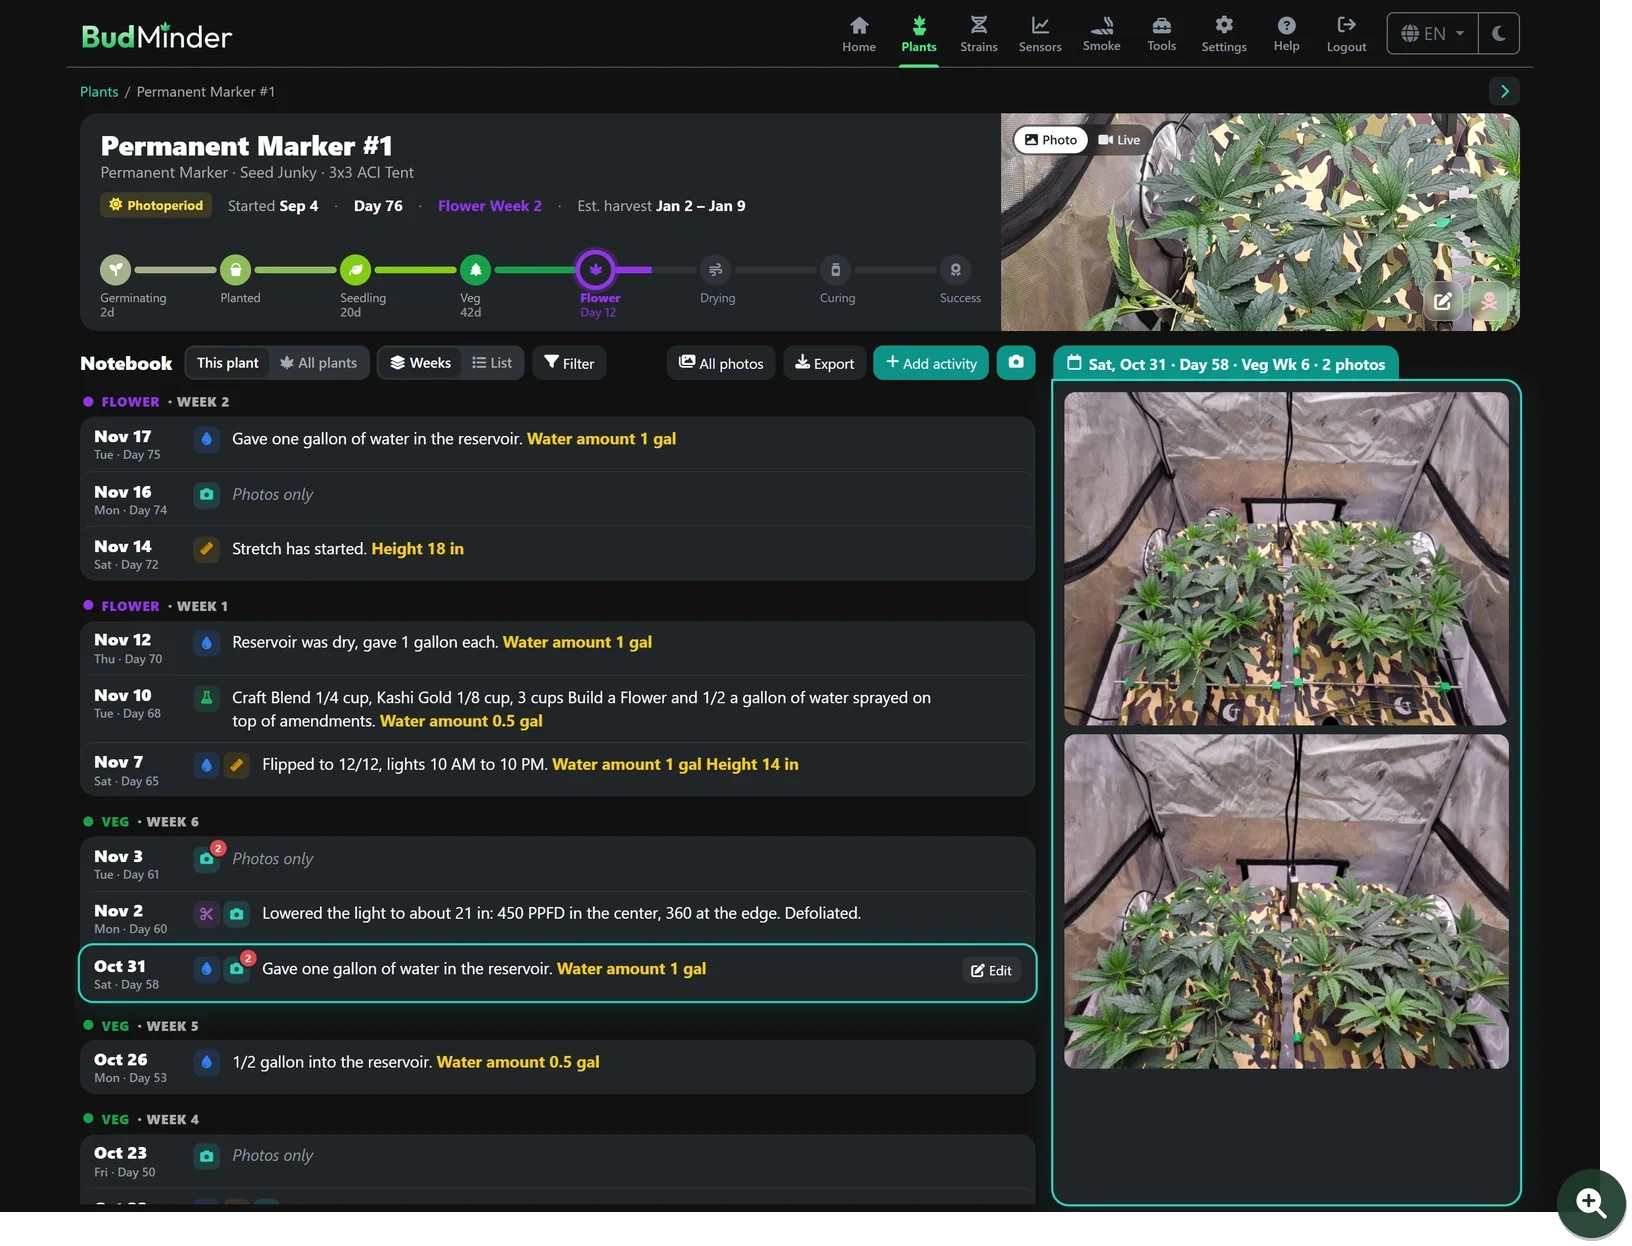 BudMinder
Home
Plants
Strains
Sensors
Smoke
Tools
Settings
Help
Logout
EN
Plants / Permanent Marker #1
Permanent Marker #1
Permanent Marker · Seed Junky · 3x3 ACI Tent
Photoperiod Started Sep 4 · Day 76 · Flower Week 2 · Est. harvest Jan 2 – Jan 9
Germinating
2d
Planted
Seedling
20d
Veg
42d
Flower
Day 12
Drying
Curing
Success
Photo
Live
Notebook
This plant
All plants
Weeks
List
Filter
All photos
Export
+ Add activity
FLOWER · WEEK 2
Nov 17
Tue · Day 75
Gave one gallon of water in the reservoir. Water amount 1 gal
Nov 16
Mon · Day 74
Photos only
Nov 14
Sat · Day 72
Stretch has started. Height 18 in
FLOWER · WEEK 1
Nov 12
Thu · Day 70
Reservoir was dry, gave 1 gallon each. Water amount 1 gal
Nov 10
Tue · Day 68
Craft Blend 1/4 cup, Kashi Gold 1/8 cup, 3 cups Build a Flower and 1/2 a gallon of water sprayed on
top of amendments. Water amount 0.5 gal
Nov 7
Sat · Day 65
Flipped to 12/12, lights 10 AM to 10 PM. Water amount 1 gal Height 14 in
VEG · WEEK 6
Nov 3
Tue · Day 61
2
Photos only
Nov 2
Mon · Day 60
Lowered the light to about 21 in: 450 PPFD in the center, 360 at the edge. Defoliated.
Oct 31
Sat · Day 58
2
Gave one gallon of water in the reservoir. Water amount 1 gal
Edit
VEG · WEEK 5
Oct 26
Mon · Day 53
1/2 gallon into the reservoir. Water amount 0.5 gal
VEG · WEEK 4
Oct 23
Fri · Day 50
Photos only
Sat, Oct 31 · Day 58 · Veg Wk 6 · 2 photos